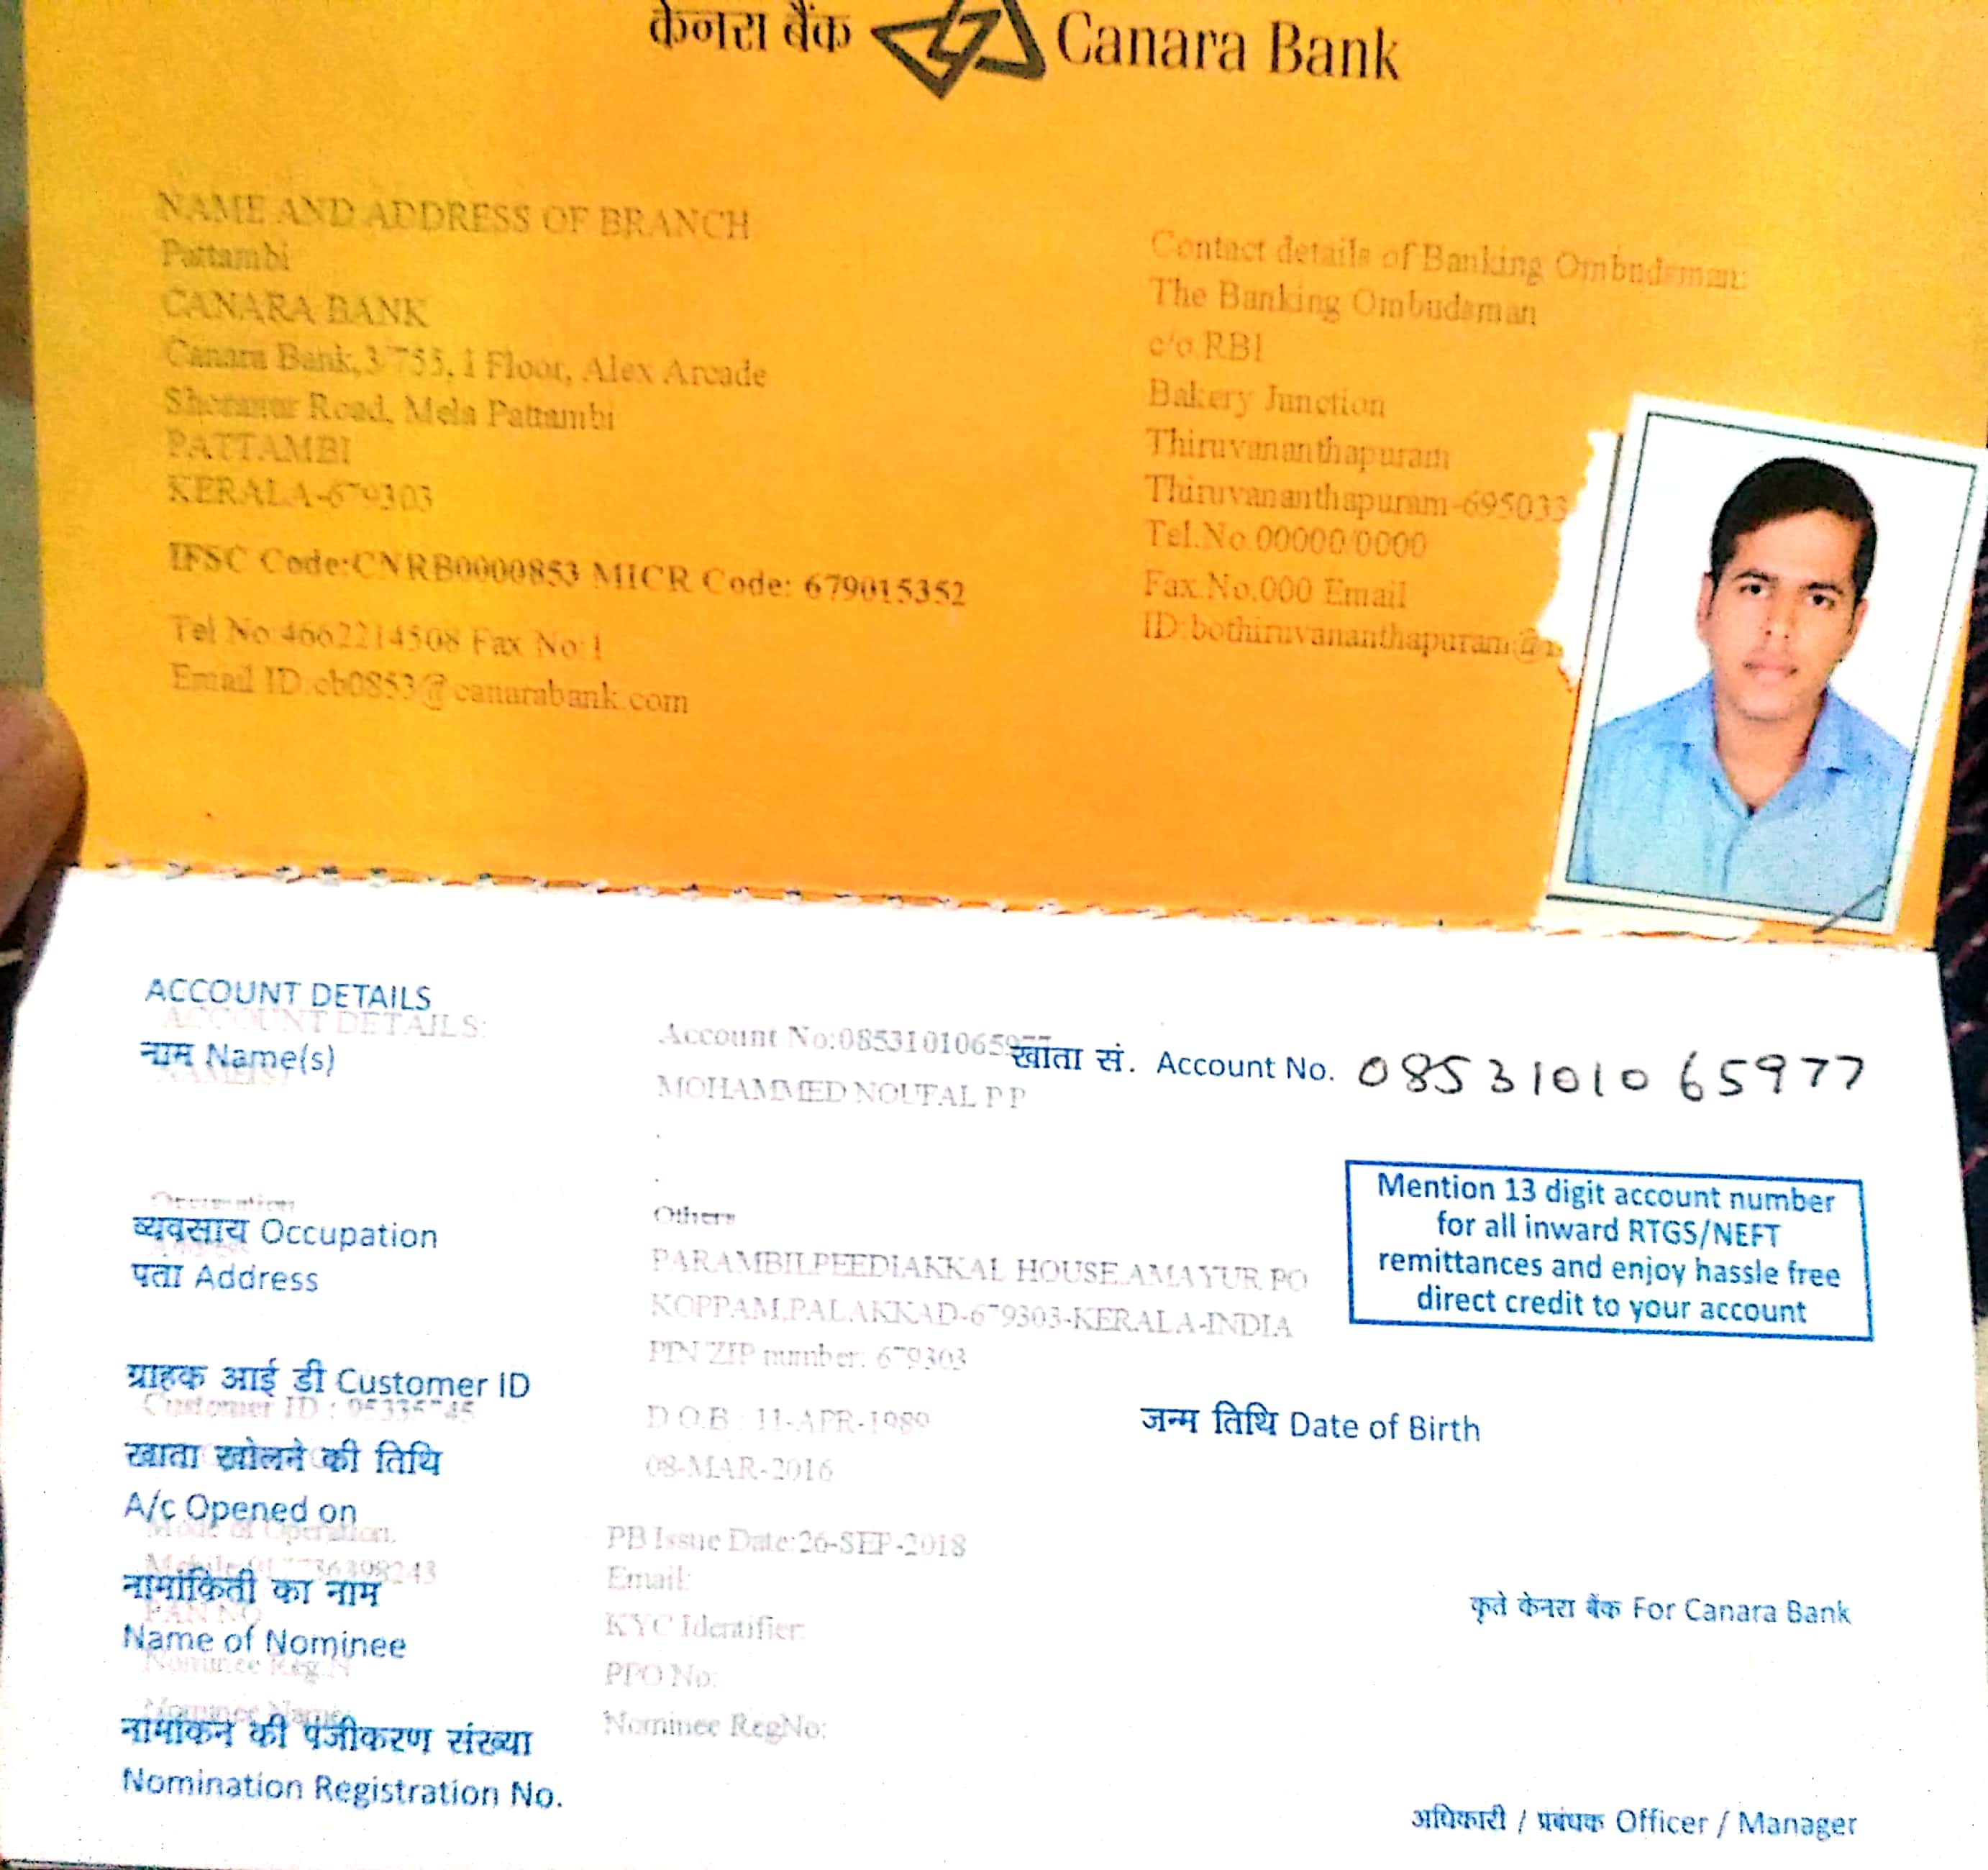 केनरा बैंक Canara Bank
NAME AND ADDRESS OF BRANCH
Pattambi
CANARA BANK
Canara Bank,3/755, 1 Floor, Alex Arcade
Shoranur Road, Mela Pattambi
PATTAMBI
KERALA-679303
IFSC Code:CNRB0000853 MICR Code: 679015352
Tel No:4662214508 Fax No:1
Email ID:cb0853@canarabank.com
Contact details of Banking Ombudsman:
The Banking Ombudsman
c/o RBI
Bakery Junction
Thiruvananthapuram
Thiruvananthapuram-695033
Tel.No.00000/0000
Fax.No.000 Email
ID:bothiruvananthapuram@
ACCOUNT DETAILS
ACCOUNT DETAILS:
Account No:0853101065977
खाता सं. Account No. 0853101065977
नाम Name(s)
NAME(S)
MOHAMMED NOUFAL P P
Mention 13 digit account number
for all inward RTGS/NEFT
remittances and enjoy hassle free
direct credit to your account
Occupation
Others
व्यवसाय Occupation
पता Address
PARAMBILPEEDIAKKAL HOUSE.AMAYUR PO
KOPPAM,PALAKKAD-679303-KERALA-INDIA
PIN/ZIP number: 679303
ग्राहक आई डी Customer ID
Customer ID : 95335745
D.O.B : 11-APR-1989
जन्म तिथि Date of Birth
खाता खोलने की तिथि
08-MAR-2016
A/c Opened on
Mode of Operation.
PB Issue Date:26-SEP-2018
Email:
नामांकिती का नाम
PAN NO
KYC Identifier:
कृते केनरा बैंक For Canara Bank
Name of Nominee
Nominee Reg.N
PPO No:
Nominee Name
Nominee RegNo:
नामांकन की पंजीकरण संख्या
Nomination Registration No.
अधिकारी / प्रबंधक Officer / Manager